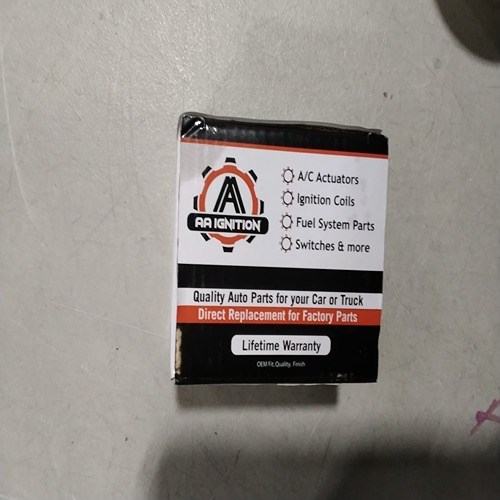 AA
AA IGNITION
A/C Actuators
Ignition Coils
Fuel System Parts
Switches & more
Quality Auto Parts for your Car or Truck
Direct Replacement for Factory Parts
Lifetime Warranty
OEM Fit, Quality, Finish